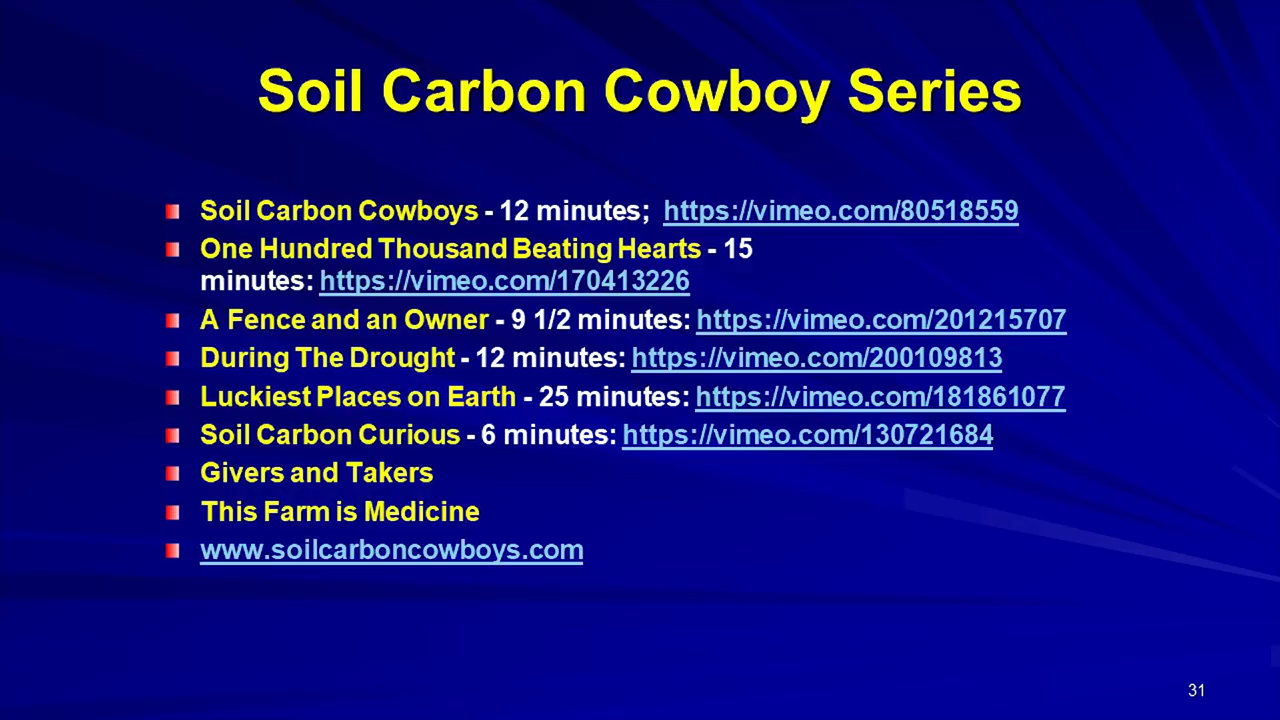 Soil Carbon Cowboy Series
Soil Carbon Cowboys - 12 minutes; https://vimeo.com/80518559
One Hundred Thousand Beating Hearts - 15
minutes: https://vimeo.com/170413226
A Fence and an Owner - 9 1/2 minutes: https://vimeo.com/201215707
During The Drought - 12 minutes: https://vimeo.com/200109813
Luckiest Places on Earth - 25 minutes: https://vimeo.com/181861077
Soil Carbon Curious - 6 minutes: https://vimeo.com/130721684
Givers and Takers
This Farm is Medicine
www.soilcarboncowboys.com
31